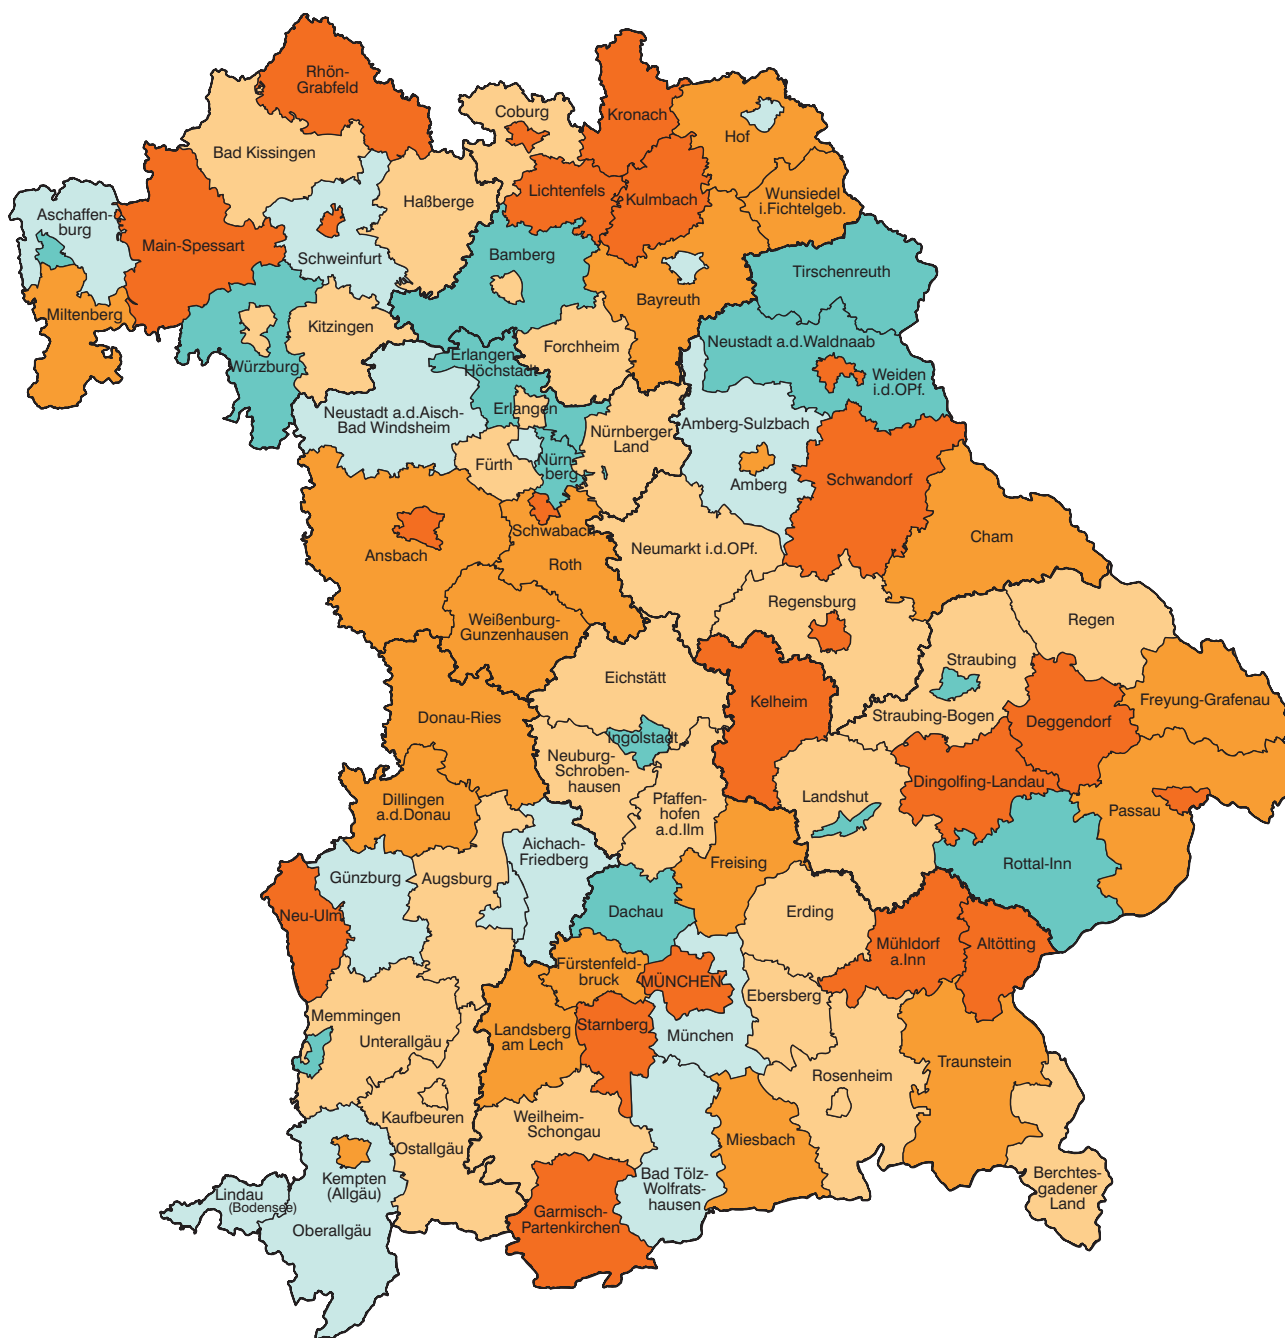 Rhön-
Grabfeld
Coburg
Kronach
Hof
Bad Kissingen
Lichtenfels
Kulmbach
Wunsiedel
i.Fichtelgeb.
Haßberge
Aschaffen-
burg
Main-Spessart
Schweinfurt
Bamberg
Tirschenreuth
Bayreuth
Miltenberg
Kitzingen
Forchheim
Neustadt a.d.Waldnaab
Erlangen-
Höchstadt
Würzburg
Weiden
i.d.OPf.
Erlangen
Neustadt a.d.Aisch-
Bad Windsheim
Nürnberger
Land
Amberg-Sulzbach
Fürth
Nürn-
berg
Amberg
Schwandorf
Schwabach
Cham
Ansbach
Roth
Neumarkt i.d.OPf.
Regensburg
Weißenburg-
Gunzenhausen
Regen
Straubing
Eichstätt
Kelheim
Freyung-Grafenau
Donau-Ries
Straubing-Bogen
Deggendorf
Ingolstadt
Neuburg-
Schroben-
hausen
Dingolfing-Landau
Landshut
Pfaffen-
hofen
a.d.Ilm
Dillingen
a.d.Donau
Passau
Aichach-
Friedberg
Freising
Rottal-Inn
Günzburg
Augsburg
Neu-Ulm
Dachau
Erding
Mühldorf
a.Inn
Altötting
Fürstenfeld-
bruck
MÜNCHEN
Ebersberg
Memmingen
Unterallgäu
Landsberg
am Lech
Starnberg
München
Traunstein
Rosenheim
Kaufbeuren
Weilheim-
Schongau
Miesbach
Ostallgäu
Kempten
(Allgäu)
Bad Tölz-
Wolfrats-
hausen
Berchtes-
gadener
Land
Lindau
(Bodensee)
Oberallgäu
Garmisch-
Partenkirchen